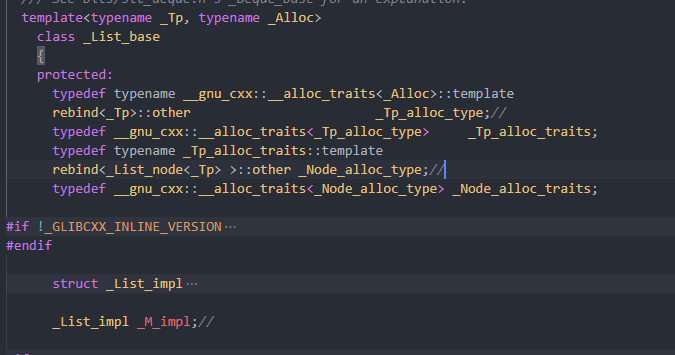 /// See bits/stl_deque.h's _Deque_base for an explanation.
template<typename _Tp, typename _Alloc>
class _List_base
{
protected:
typedef typename __gnu_cxx::__alloc_traits<_Alloc>::template
rebind<_Tp>::other _Tp_alloc_type;//
typedef __gnu_cxx::__alloc_traits<_Tp_alloc_type> _Tp_alloc_traits;
typedef typename _Tp_alloc_traits::template
rebind<_List_node<_Tp> >::other _Node_alloc_type;//
typedef __gnu_cxx::__alloc_traits<_Node_alloc_type> _Node_alloc_traits;
#if !_GLIBCXX_INLINE_VERSION ···
#endif
struct _List_impl ···
_List_impl _M_impl;//